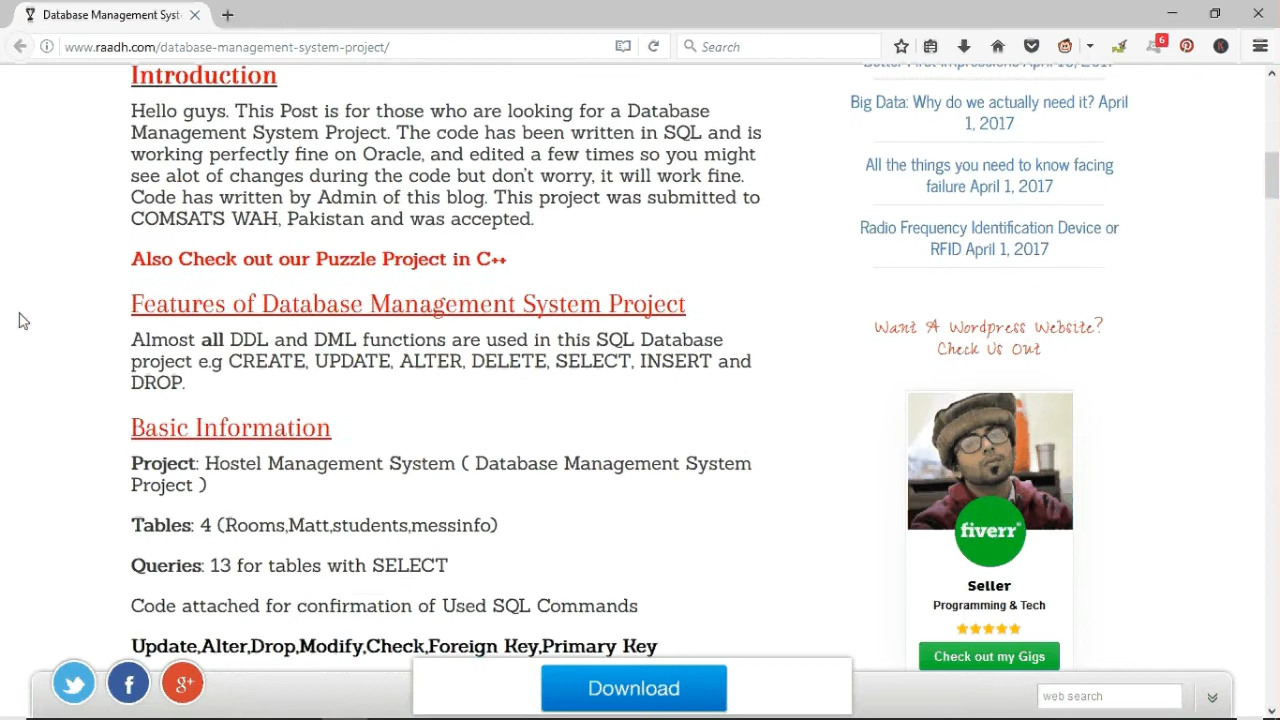 Database Management Syst
www.raadh.com/database-management-system-project/
Search
6
Introduction
Hello guys. This Post is for those who are looking for a Database
Management System Project. The code has been written in SQL and is
working perfectly fine on Oracle, and edited a few times so you might
see alot of changes during the code but don't worry, it will work fine.
Code has written by Admin of this blog. This project was submitted to
COMSATS WAH, Pakistan and was accepted.
Also Check out our Puzzle Project in C++
Features of Database Management System Project
Almost all DDL and DML functions are used in this SQL Database
project e.g CREATE, UPDATE, ALTER, DELETE, SELECT, INSERT and
DROP.
Basic Information
Project: Hostel Management System ( Database Management System
Project )
Tables: 4 (Rooms,Matt,students,messinfo)
Queries: 13 for tables with SELECT
Code attached for confirmation of Used SQL Commands
Update,Alter,Drop,Modify,Check,Foreign Key,Primary Key
Better First Impressions April 10, 2017
Big Data: Why do we actually need it? April
1, 2017
All the things you need to know facing
failure April 1, 2017
Radio Frequency Identification Device or
RFID April 1, 2017
Want A Wordpress Website?
Check Us Out
fiverr
Seller
Programming & Tech
Check out my Gigs
Download
web search